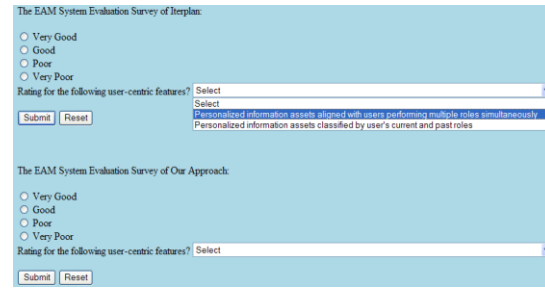 The EAM System Evaluation Survey of Iterplan:
Very Good
Good
Poor
Very Poor
Rating for the following user-centric features? Select
Select
Personalized information assets aligned with users performing multiple roles simultaneously
Personalized information assets classified by user's current and past roles
Submit Reset
The EAM System Evaluation Survey of Our Approach:
Very Good
Good
Poor
Very Poor
Rating for the following user-centric features? Select
Submit Reset